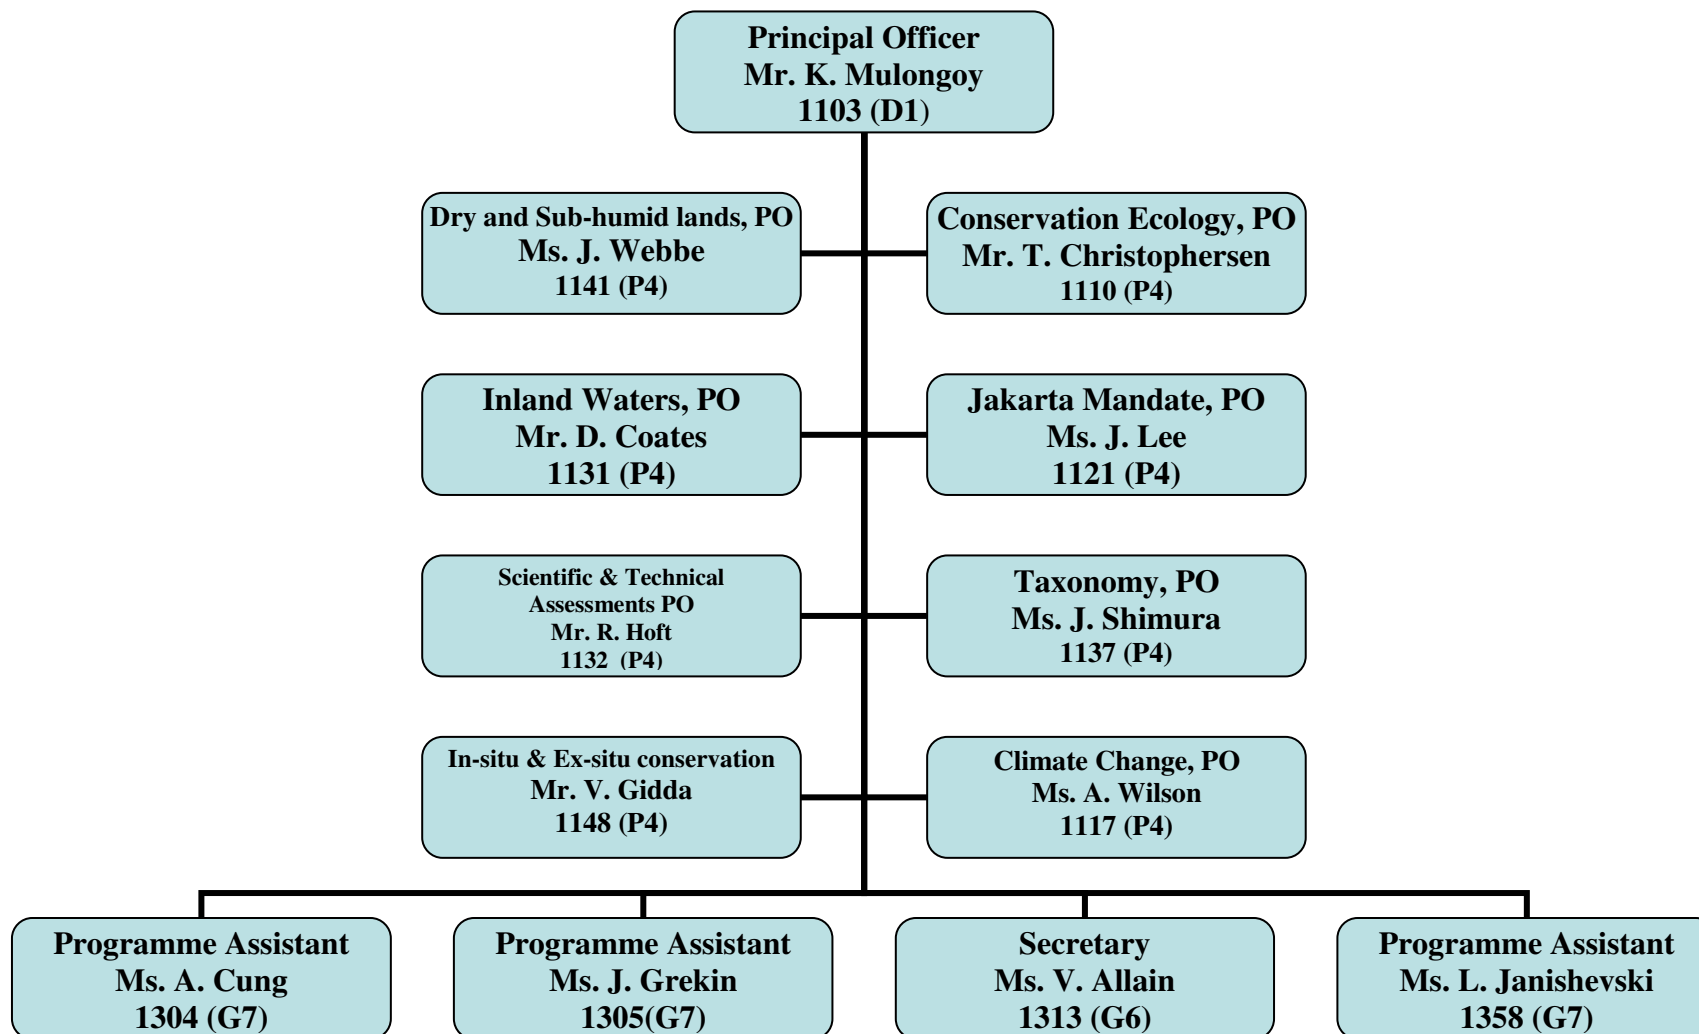 Principal Officer
Mr. K. Mulongoy
1103 (D1)
Dry and Sub-humid lands, PO
Ms. J. Webbe
1141 (P4)
Conservation Ecology, PO
Mr. T. Christophersen
1110 (P4)
Inland Waters, PO
Mr. D. Coates
1131 (P4)
Jakarta Mandate, PO
Ms. J. Lee
1121 (P4)
Scientific & Technical
Assessments PO
Mr. R. Hoft
1132  (P4)
Taxonomy, PO
Ms. J. Shimura
1137 (P4)
In-situ & Ex-situ conservation
Mr. V. Gidda
1148 (P4)
Climate Change, PO
Ms. A. Wilson
1117 (P4)
Programme Assistant
Ms. A. Cung
1304 (G7)
Programme Assistant
Ms. J. Grekin
1305(G7)
Secretary
Ms. V. Allain
1313 (G6)
Programme Assistant
Ms. L. Janishevski
1358 (G7)